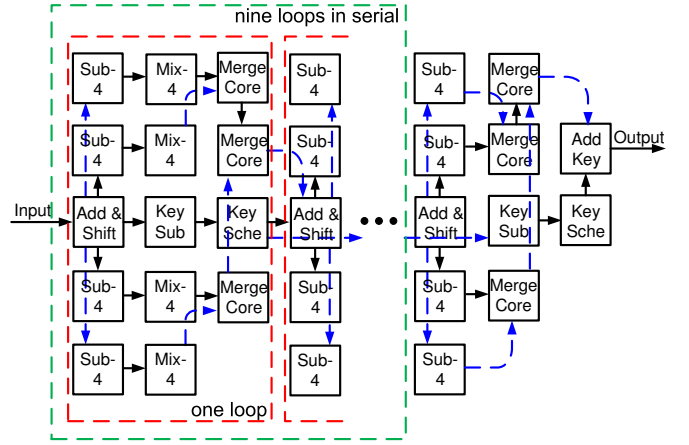 nine loops in serial
Sub-
4
Mix-
4
Merge
Core
Sub-
4
Sub-
4
Merge
Core
Sub-
4
Mix-
4
Merge
Core
Sub-
4
Sub-
4
Merge
Core
Add
Key
Output
Input
Add &
Shift
Key
Sub
Key
Sche
Add &
Shift
Add &
Shift
Key
Sub
Key
Sche
Sub-
4
Mix-
4
Merge
Core
Sub-
4
Sub-
4
Merge
Core
Sub-
4
Mix-
4
Sub-
4
Sub-
4
one loop